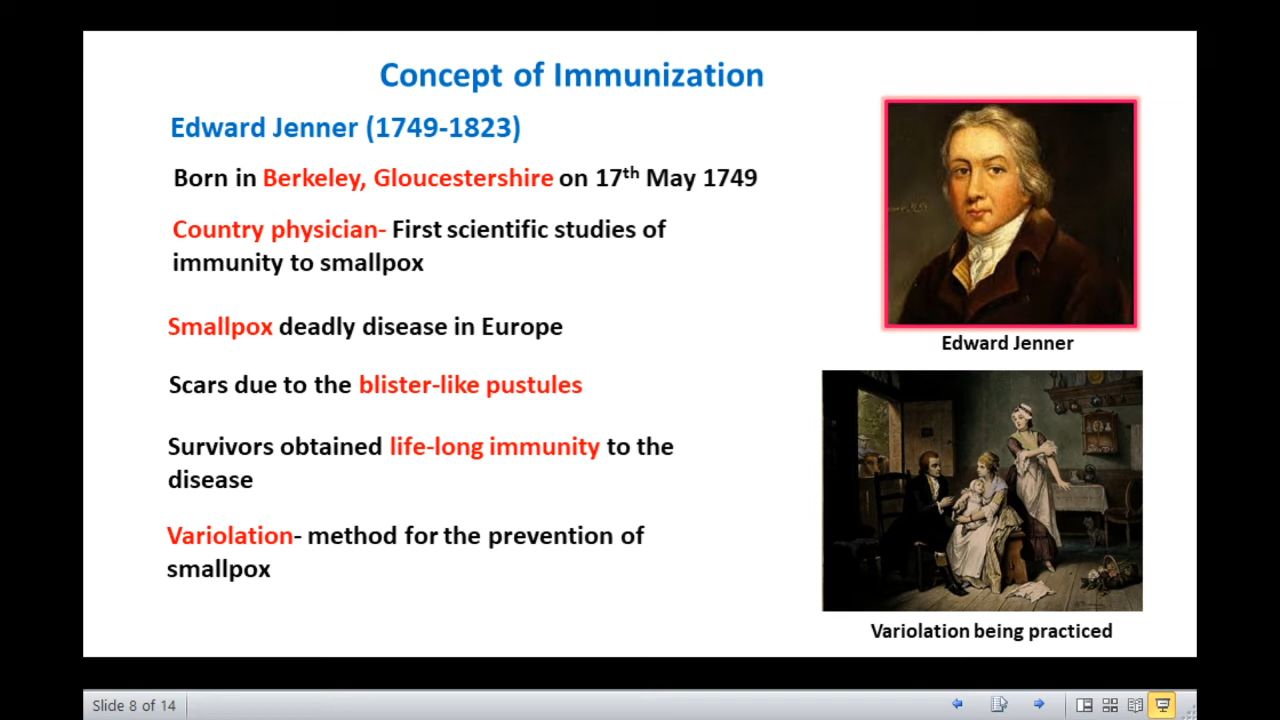 Concept of Immunization
Edward Jenner (1749-1823)
Born in Berkeley, Gloucestershire on 17th May 1749
Country physician- First scientific studies of
immunity to smallpox
Smallpox deadly disease in Europe
Scars due to the blister-like pustules
Survivors obtained life-long immunity to the
disease
Variolation- method for the prevention of
smallpox
Edward Jenner
Variolation being practiced
Slide 8 of 14